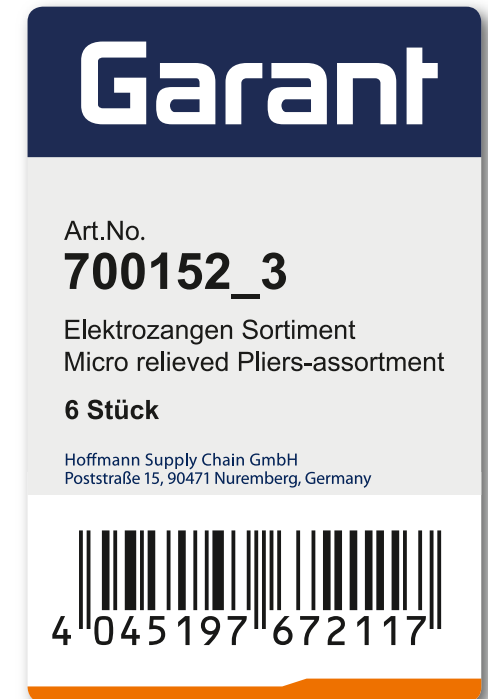 Garant
Art.No.
700152_3
Elektrozangen Sortiment
Micro relieved Pliers-assortment
6 Stück
Hoffmann Supply Chain GmbH
Poststraße 15, 90471 Nuremberg, Germany
4 045197 672117